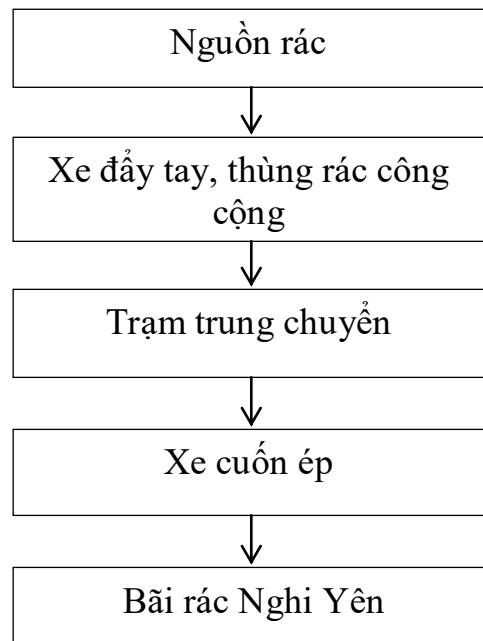 Nguồn rác
Xe đẩy tay, thùng rác công
cộng
Trạm trung chuyển
Xe cuốn ép
Bãi rác Nghi Yên